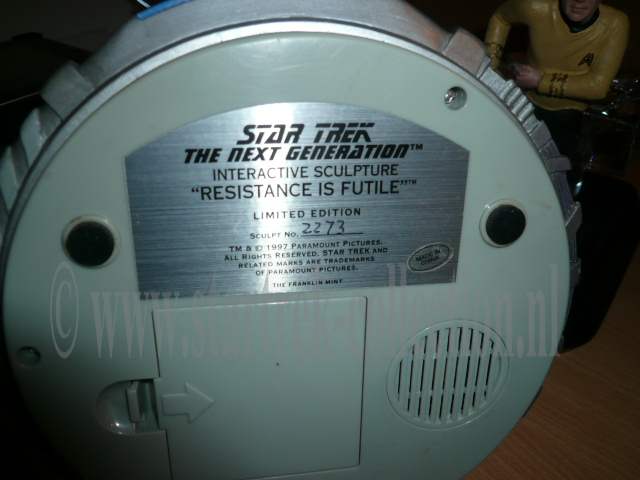 STAR TREK
THE NEXT GENERATION™
INTERACTIVE SCULPTURE
"RESISTANCE IS FUTILE"™
LIMITED EDITION
SCULPT NO. 2273
TM & © 1997 PARAMOUNT PICTURES.
ALL RIGHTS RESERVED. STAR TREK AND
RELATED MARKS ARE TRADEMARKS
OF PARAMOUNT PICTURES.
THE FRANKLIN MINT
MADE IN
CHINA